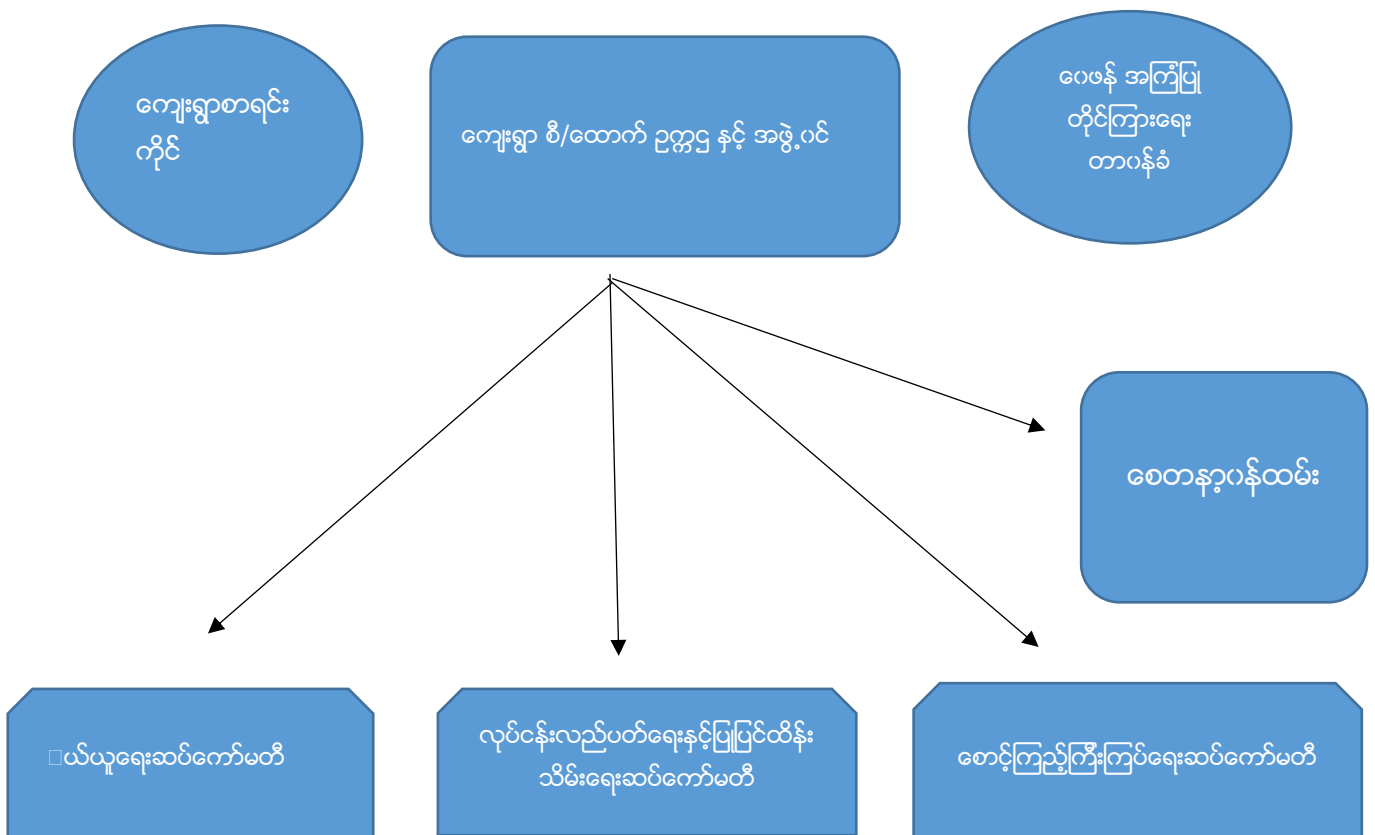 ကျေးရွာစာရင်း
ကိုင်
ကျေးရွာ စီ/ထောက် ဥက္ကဌ နှင့် အဖွဲ့ဝင်
ဝေဖန် အကြံပြု
တိုင်ကြားရေး
တာဝန်ခံ
စေတနာ့ဝန်ထမ်း
ယ်ယူရေးဆပ်ကော်မတီ
လုပ်ငန်းလည်ပတ်ရေးနှင့်ပြုပြင်ထိန်း
သိမ်းရေးဆပ်ကော်မတီ
စောင့်ကြည့်ကြီးကြပ်ရေးဆပ်ကော်မတီ